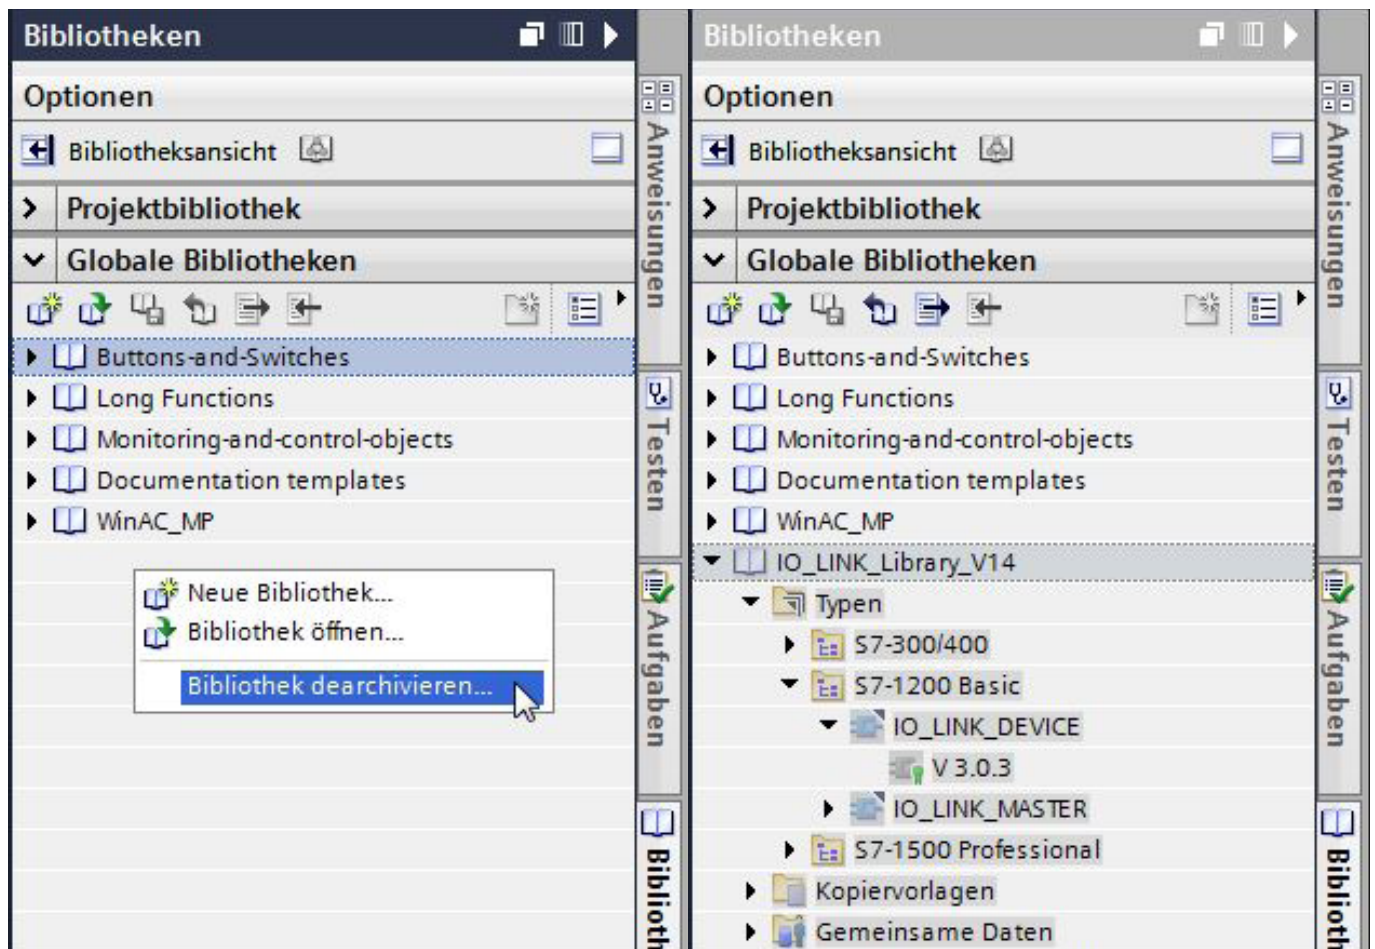 Bibliotheken
Optionen
Bibliotheksansicht
Projektbibliothek
Globale Bibliotheken
Buttons-and-Switches
Long Functions
Monitoring-and-control-objects
Documentation templates
WinAC_MP
Neue Bibliothek...
Bibliothek öffnen...
Bibliothek dearchivieren...
Anweisungen
Testen
Aufgaben
Biblioth
Bibliotheken
Optionen
Bibliotheksansicht
Projektbibliothek
Globale Bibliotheken
Buttons-and-Switches
Long Functions
Monitoring-and-control-objects
Documentation templates
WinAC_MP
IO_LINK_Library_V14
Typen
S7-300/400
S7-1200 Basic
IO_LINK_DEVICE
V 3.0.3
IO_LINK_MASTER
S7-1500 Professional
Kopiervorlagen
Gemeinsame Daten
Anweisungen
Testen
Aufgaben
Biblioth